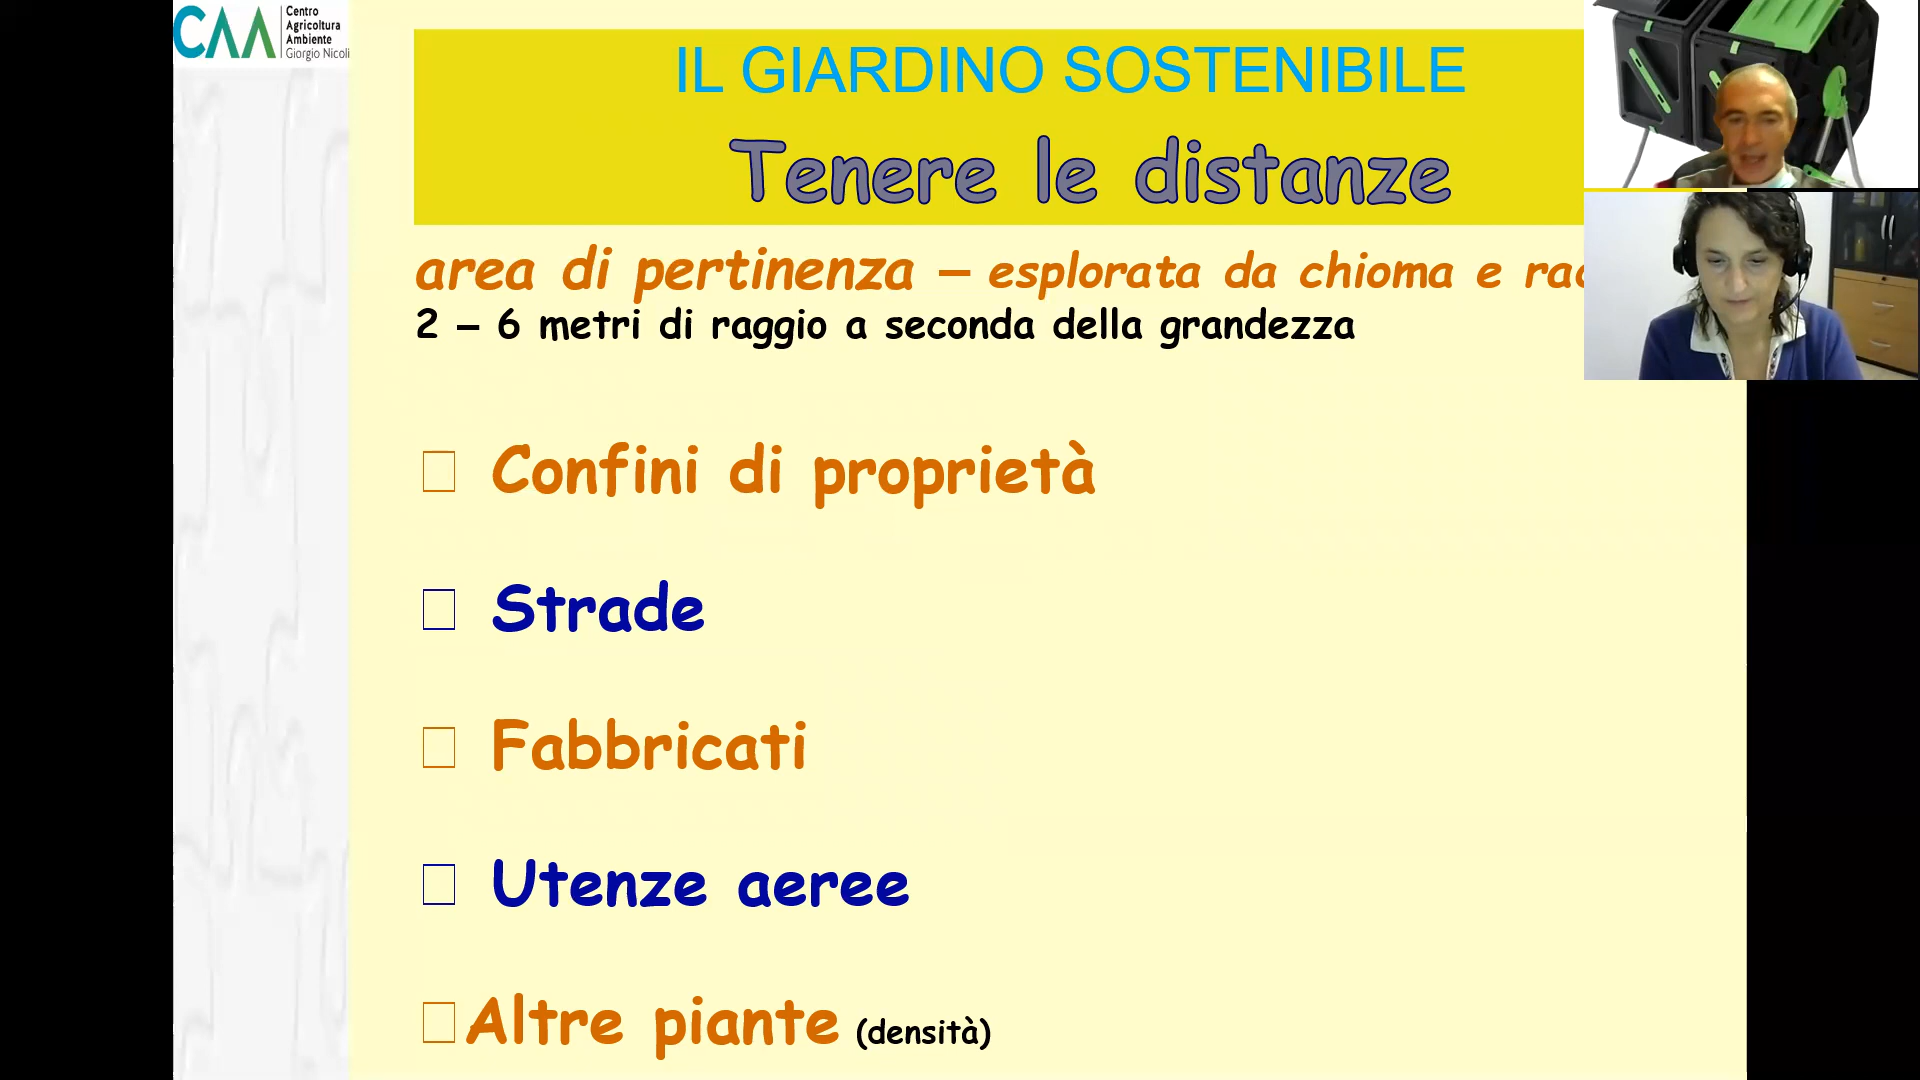 Centro
Agricoltura
Ambiente
Giorgio Nicoli
CAA
IL GIARDINO SOSTENIBILE
Tenere le distanze
area di pertinenza – esplorata da chioma e
2 – 6 metri di raggio a seconda della grandezza
Confini di proprietà
Strade
Fabbricati
Utenze aeree
Altre piante (densità)